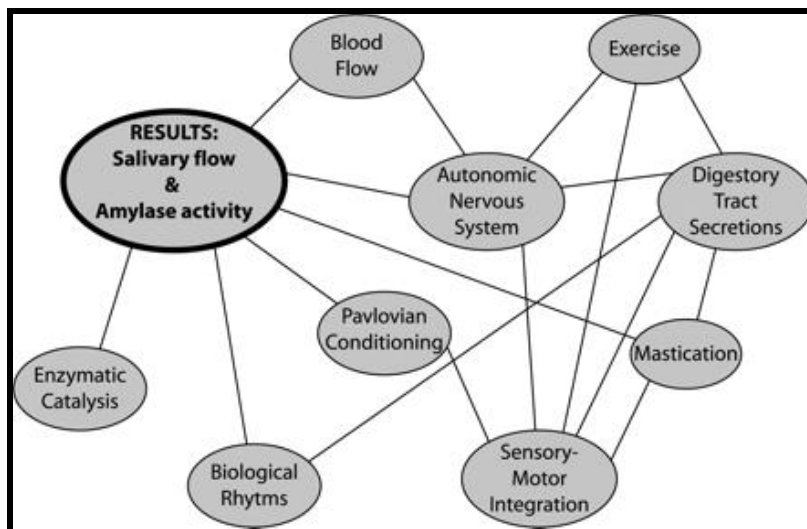 Blood
Flow
Exercise
RESULTS:
Salivary flow
&
Amylase activity
Autonomic
Nervous
System
Digestory
Tract
Secretions
Pavlovian
Conditioning
Mastication
Enzymatic
Catalysis
Biological
Rhytms
Sensory-
Motor
Integration